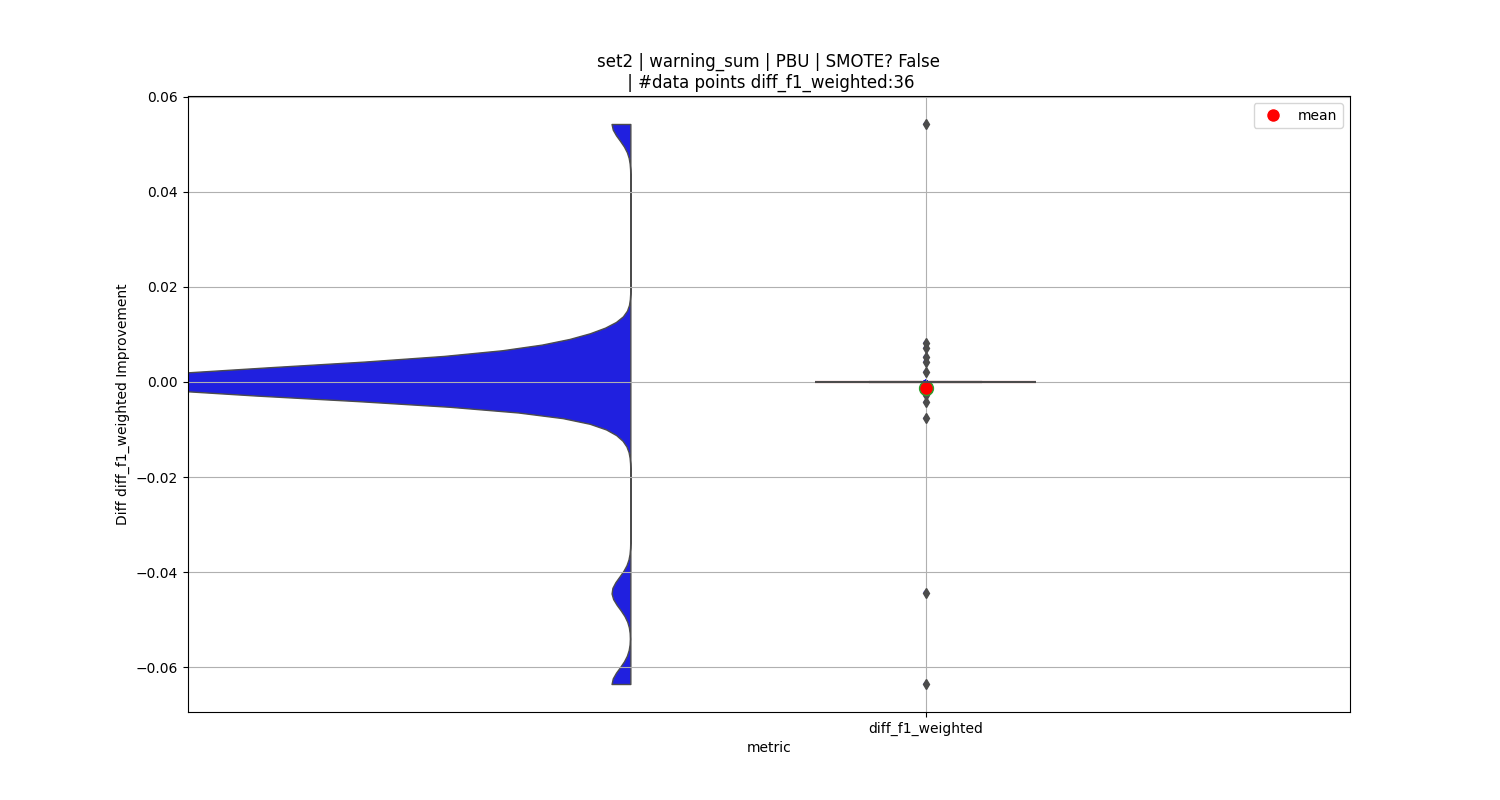 set2 | warning_sum | PBU | SMOTE? False
| #data points diff_f1_weighted:36
mean
0.06
0.04
0.02
0.00
−0.02
−0.04
−0.06
Diff diff_f1_weighted Improvement
diff_f1_weighted
metric